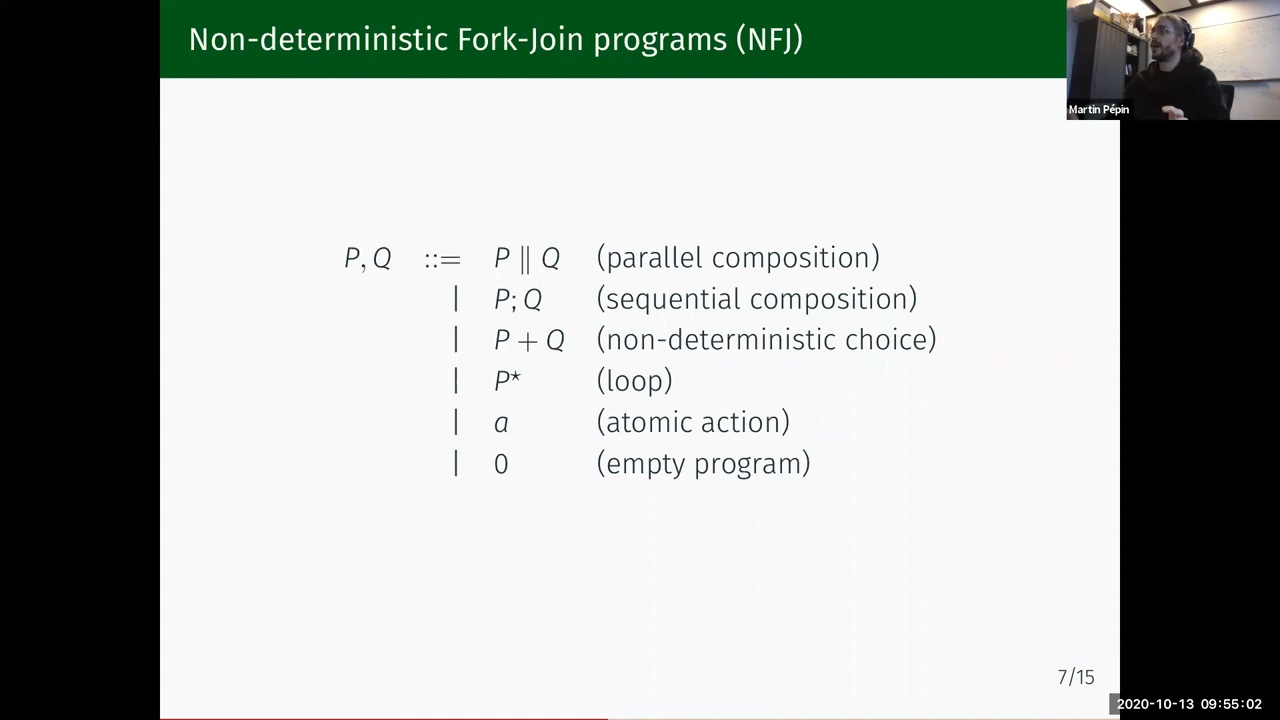 Non-deterministic Fork-Join programs (NFJ)
Martin Pépin
P, Q ::= P ∥ Q (parallel composition)
| P; Q (sequential composition)
| P + Q (non-deterministic choice)
| P⋆ (loop)
| a (atomic action)
| 0 (empty program)
7/15
2020-10-13 09:55:02